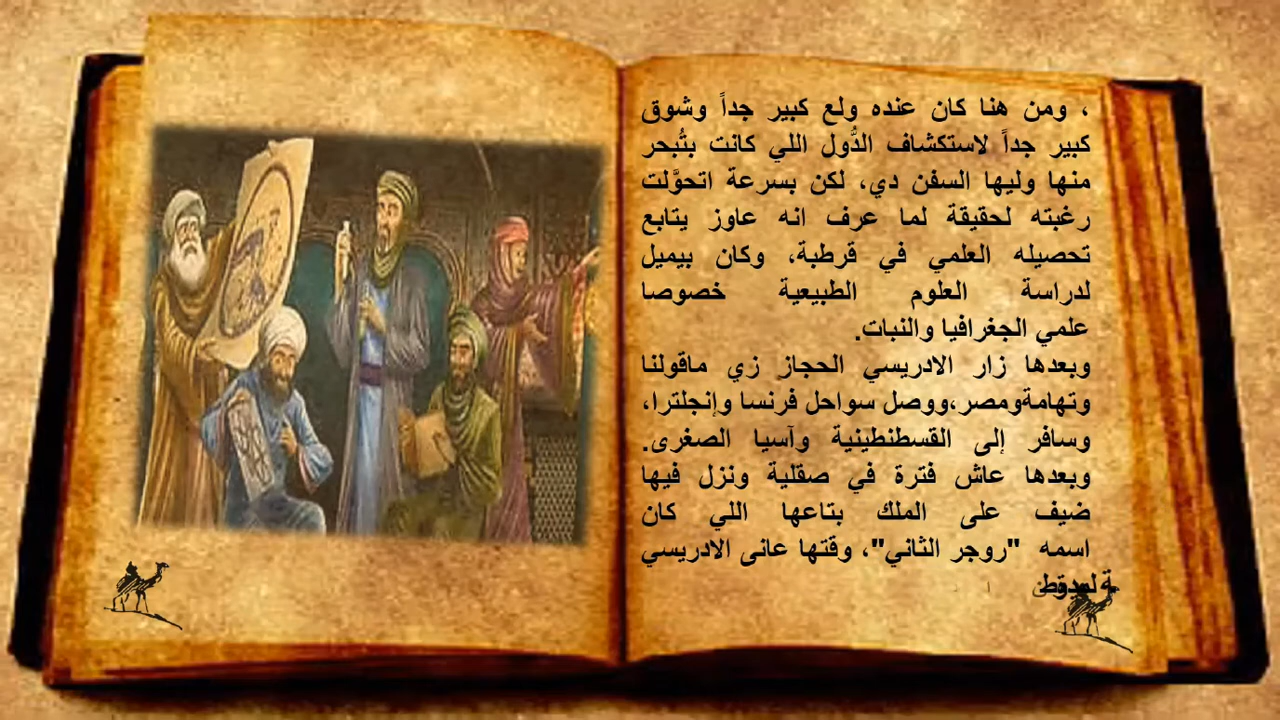 ، ومن هنا كان عنده ولع كبير جداً وشوق
كبير جداً لاستكشاف الدُّول اللي كانت بتُبحر
منها وليها السفن دي، لكن بسرعة اتحوَّلت
رغبته لحقيقة لما عرف انه عاوز يتابع
تحصيله العلمي في قرطبة، وكان بيميل
لدراسة العلوم الطبيعية خصوصا
علمي الجغرافيا والنبات.
وبعدها زار الادريسي الحجاز زي ماقولنا
وتهامةومصر،ووصل سواحل فرنسا وإنجلترا،
وسافر إلى القسطنطينية وآسيا الصغرى.
وبعدها عاش فترة في صقلية ونزل فيها
ضيف على الملك بتاعها اللي كان
اسمه "روجر الثاني"، وقتها عانى الادريسي